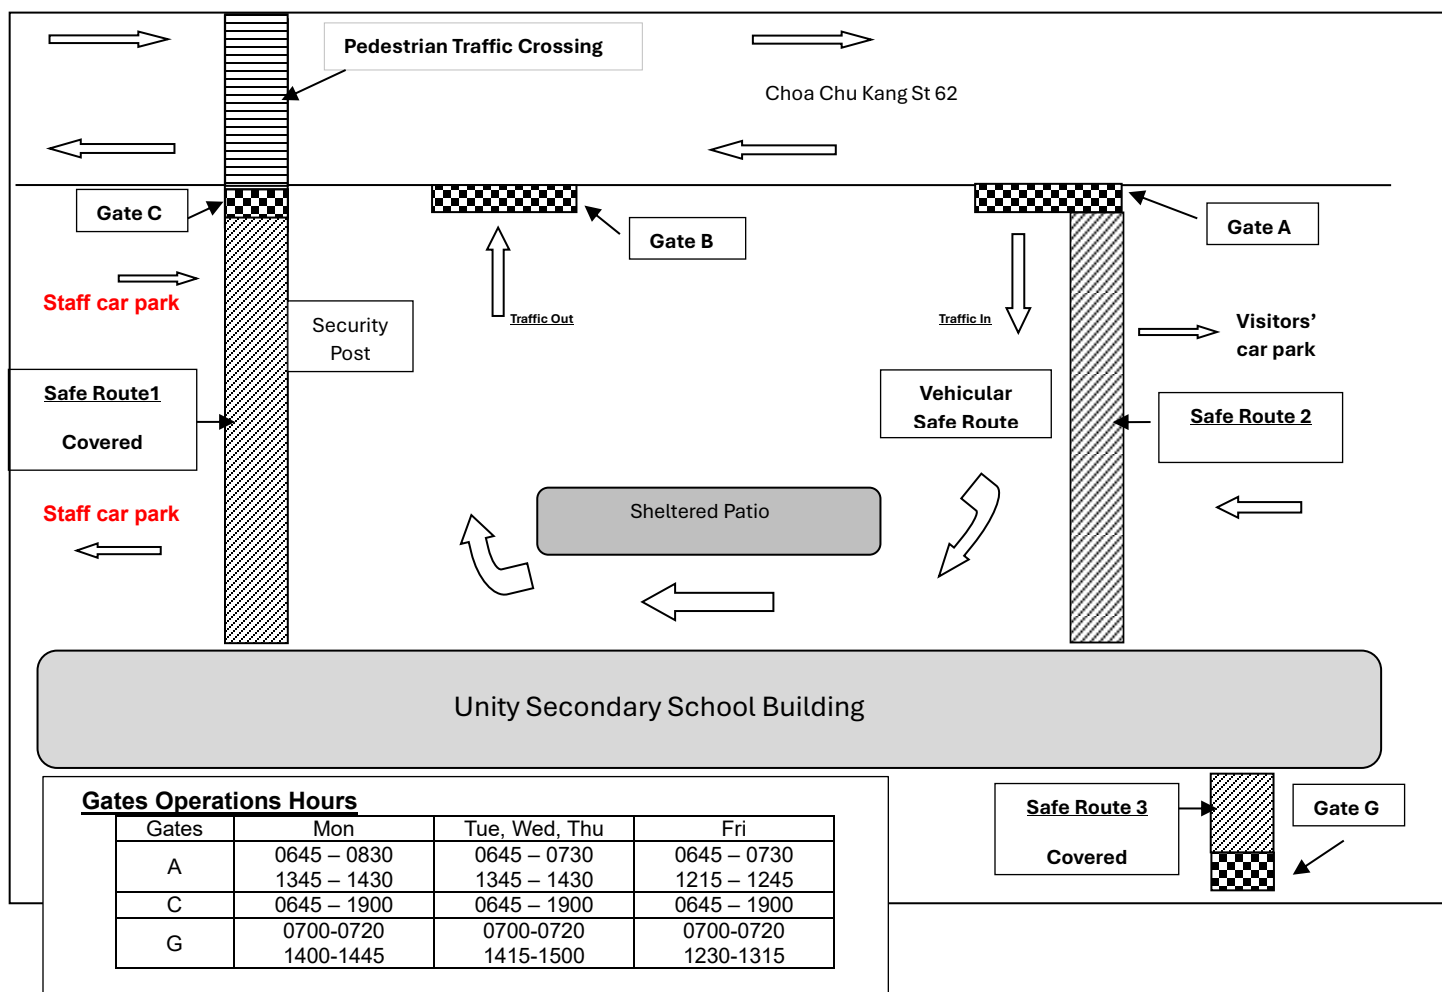 Pedestrian Traffic Crossing
Choa Chu Kang St 62
Gate C
Gate B
Gate A
Staff car park
Security
Post
Traffic Out
Traffic In
Visitors’
car park
Safe Route1
Covered
Vehicular
Safe Route
Safe Route 2
Staff car park
Sheltered Patio
Unity Secondary School Building
Gates Operations Hours
Gates Mon Tue, Wed, Thu Fri
A 0645 – 0830 0645 – 0730 0645 – 0730
1345 – 1430 1345 – 1430 1215 – 1245
C 0645 – 1900 0645 – 1900 0645 – 1900
G 0700-0720 0700-0720 0700-0720
1400-1445 1415-1500 1230-1315
Safe Route 3
Covered
Gate G